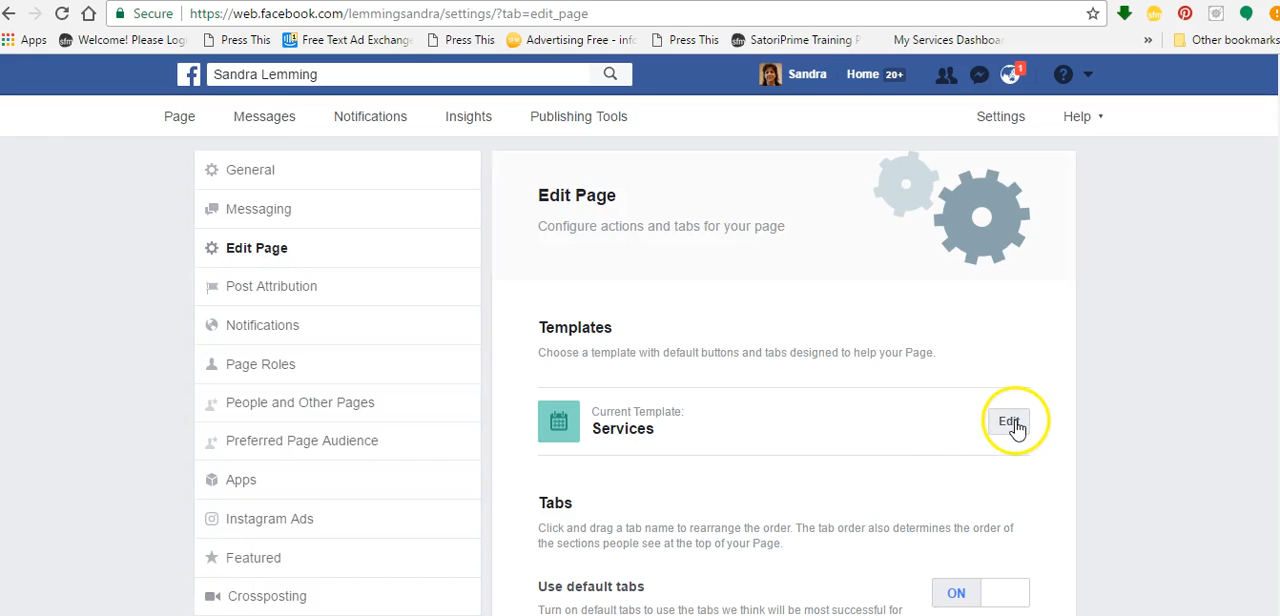 Secure https://web.facebook.com/lemmingsandra/settings/?tab=edit_page
Apps Welcome! Please Log Press This Free Text Ad Exchange Press This Advertising Free - info Press This SatoriPrime Training P My Services Dashboar » Other bookmarks
Sandra Lemming Sandra Home 20+ 1
Page Messages Notifications Insights Publishing Tools Settings Help
General
Messaging
Edit Page
Post Attribution
Notifications
Page Roles
People and Other Pages
Preferred Page Audience
Apps
Instagram Ads
Featured
Crossposting
Edit Page
Configure actions and tabs for your page
Templates
Choose a template with default buttons and tabs designed to help your Page.
Current Template:
Services
Edit
Tabs
Click and drag a tab name to rearrange the order. The tab order also determines the order of
the sections people see at the top of your Page.
Use default tabs
ON
Turn on default tabs to use the tabs we think will be most successful for